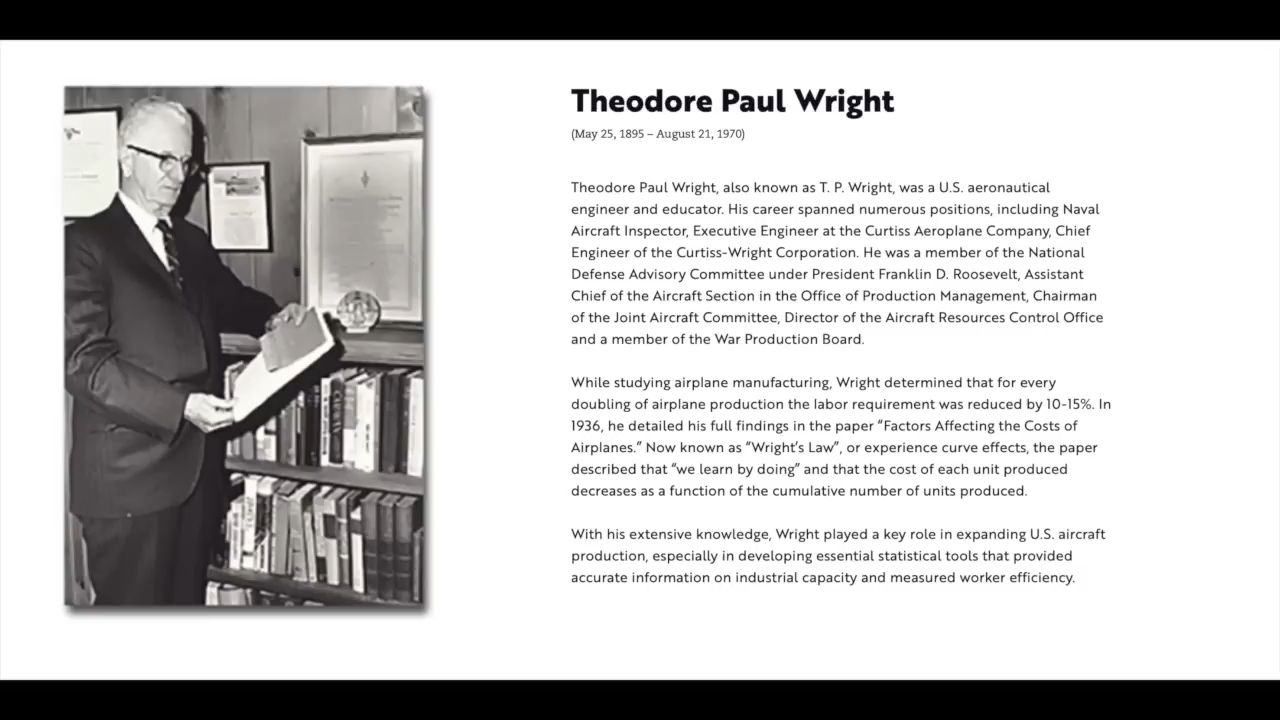 Theodore Paul Wright
(May 25, 1895 – August 21, 1970)
Theodore Paul Wright, also known as T. P. Wright, was a U.S. aeronautical
engineer and educator. His career spanned numerous positions, including Naval
Aircraft Inspector, Executive Engineer at the Curtiss Aeroplane Company, Chief
Engineer of the Curtiss-Wright Corporation. He was a member of the National
Defense Advisory Committee under President Franklin D. Roosevelt, Assistant
Chief of the Aircraft Section in the Office of Production Management, Chairman
of the Joint Aircraft Committee, Director of the Aircraft Resources Control Office
and a member of the War Production Board.
While studying airplane manufacturing, Wright determined that for every
doubling of airplane production the labor requirement was reduced by 10-15%. In
1936, he detailed his full findings in the paper “Factors Affecting the Costs of
Airplanes.” Now known as “Wright’s Law”, or experience curve effects, the paper
described that “we learn by doing” and that the cost of each unit produced
decreases as a function of the cumulative number of units produced.
With his extensive knowledge, Wright played a key role in expanding U.S. aircraft
production, especially in developing essential statistical tools that provided
accurate information on industrial capacity and measured worker efficiency.